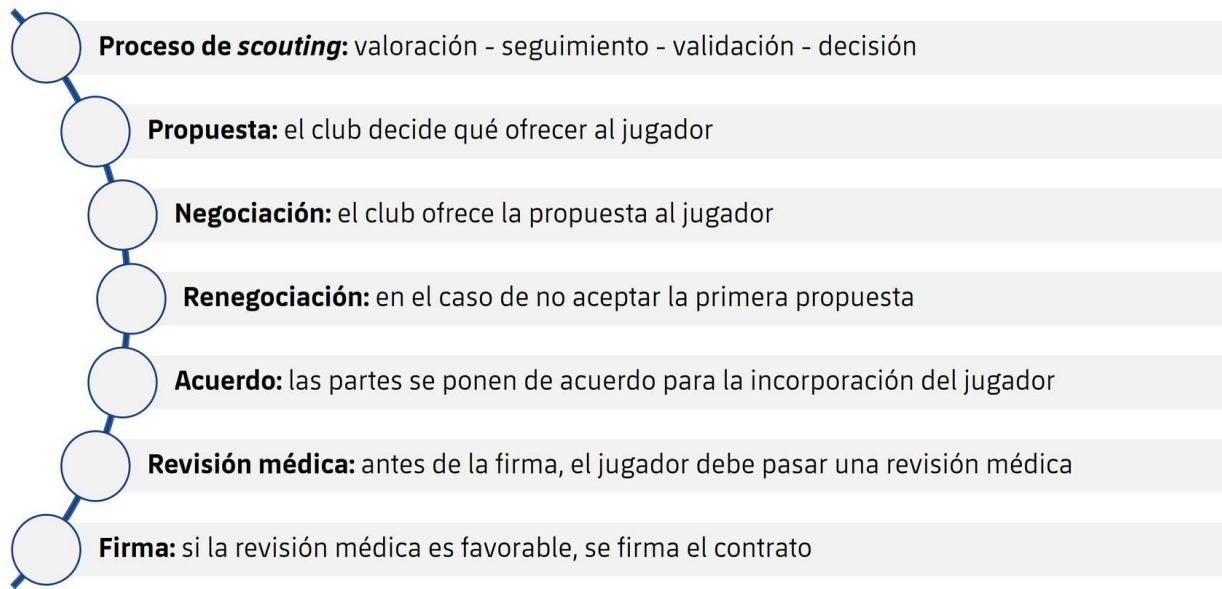 Proceso de scouting: valoración - seguimiento - validación - decisión
Propuesta: el club decide qué ofrecer al jugador
Negociación: el club ofrece la propuesta al jugador
Renegociación: en el caso de no aceptar la primera propuesta
Acuerdo: las partes se ponen de acuerdo para la incorporación del jugador
Revisión médica: antes de la firma, el jugador debe pasar una revisión médica
Firma: si la revisión médica es favorable, se firma el contrato